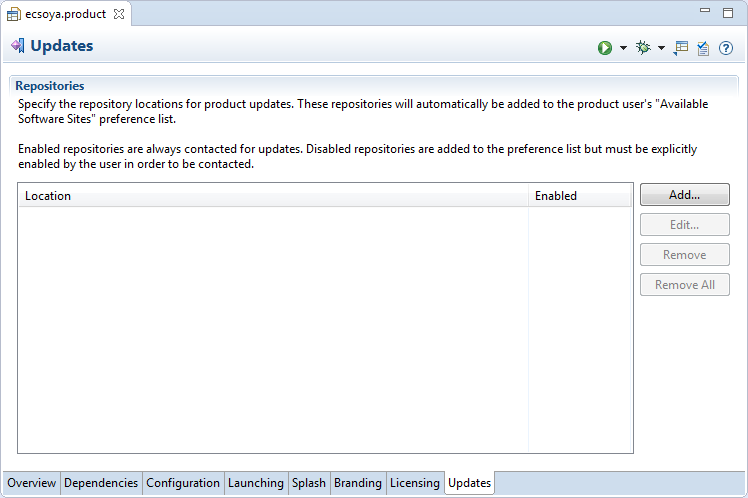 ecsoya.product
Updates
Repositories
Specify the repository locations for product updates. These repositories will automatically be added to the product user's "Available
Software Sites" preference list.
Enabled repositories are always contacted for updates. Disabled repositories are added to the preference list but must be explicitly
enabled by the user in order to be contacted.
Location Enabled
Add...
Edit...
Remove
Remove All
Overview Dependencies Configuration Launching Splash Branding Licensing Updates